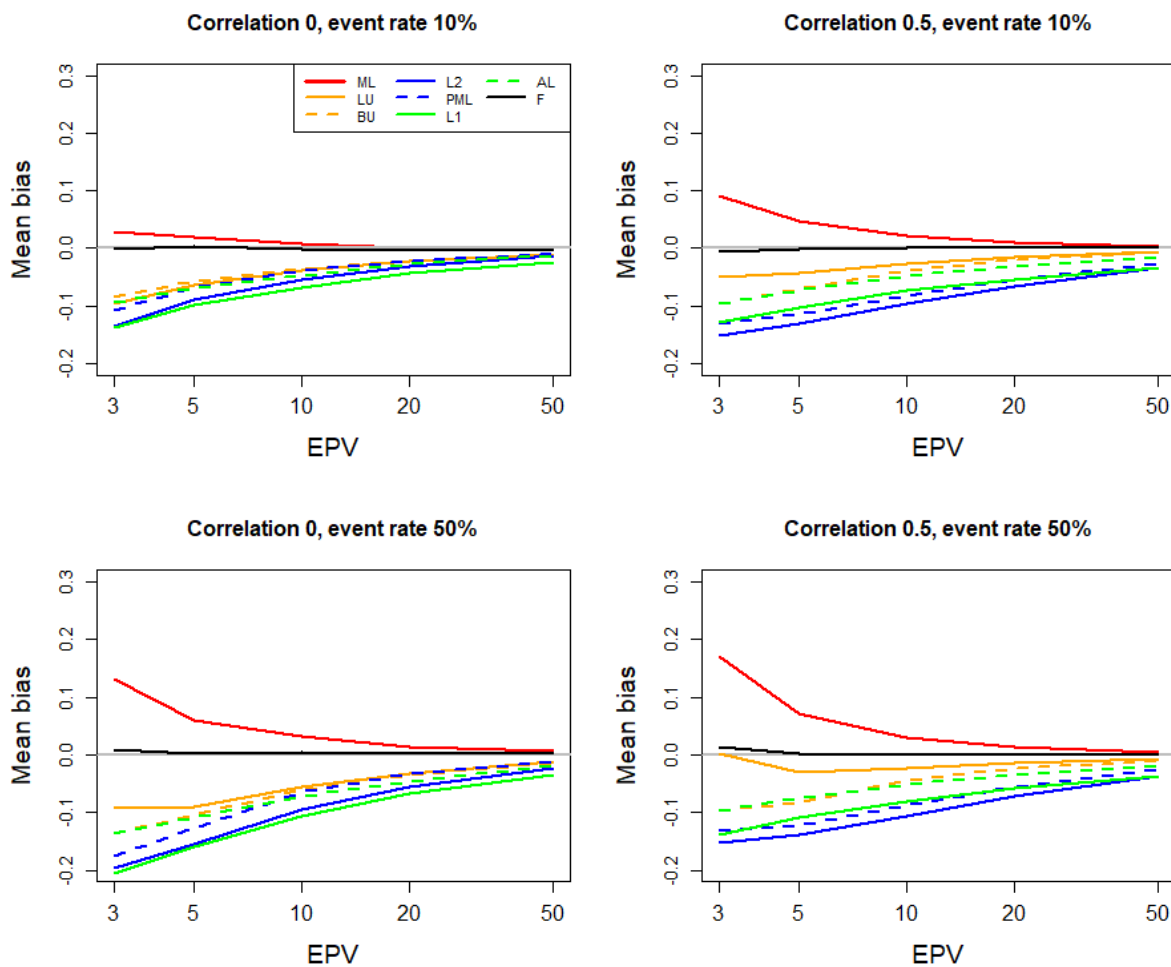 Correlation 0, event rate 10%
Mean bias
0.3
0.2
0.1
0.0
-0.1
-0.2
ML L2 AL
LU PML F
BU L1
3 5 10 20 50
EPV
Correlation 0.5, event rate 10%
Mean bias
0.3
0.2
0.1
0.0
-0.1
-0.2
3 5 10 20 50
EPV
Correlation 0, event rate 50%
Mean bias
0.3
0.2
0.1
0.0
-0.1
-0.2
3 5 10 20 50
EPV
Correlation 0.5, event rate 50%
Mean bias
0.3
0.2
0.1
0.0
-0.1
-0.2
3 5 10 20 50
EPV